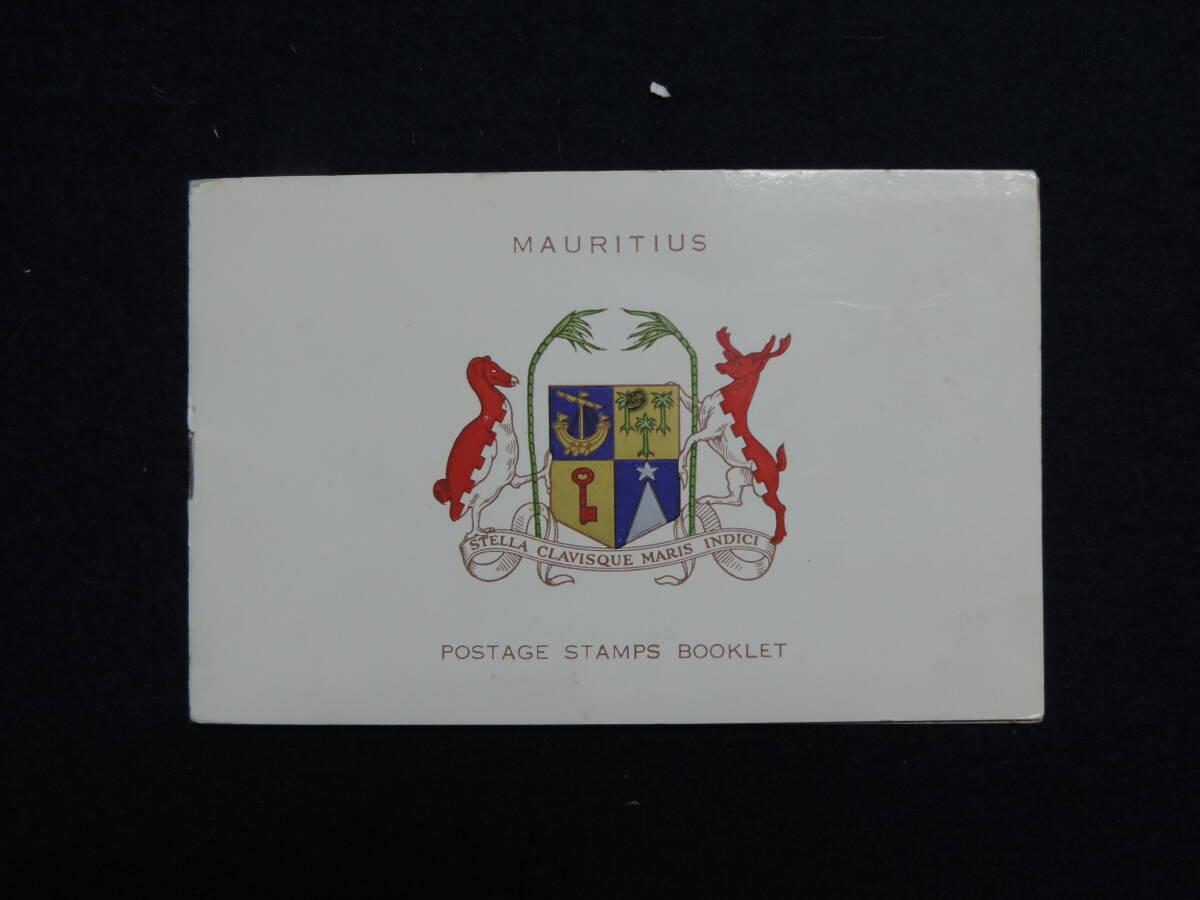 MAURITIUS
STELLA CLAVISQUE MARIS INDICI
POSTAGE STAMPS BOOKLET